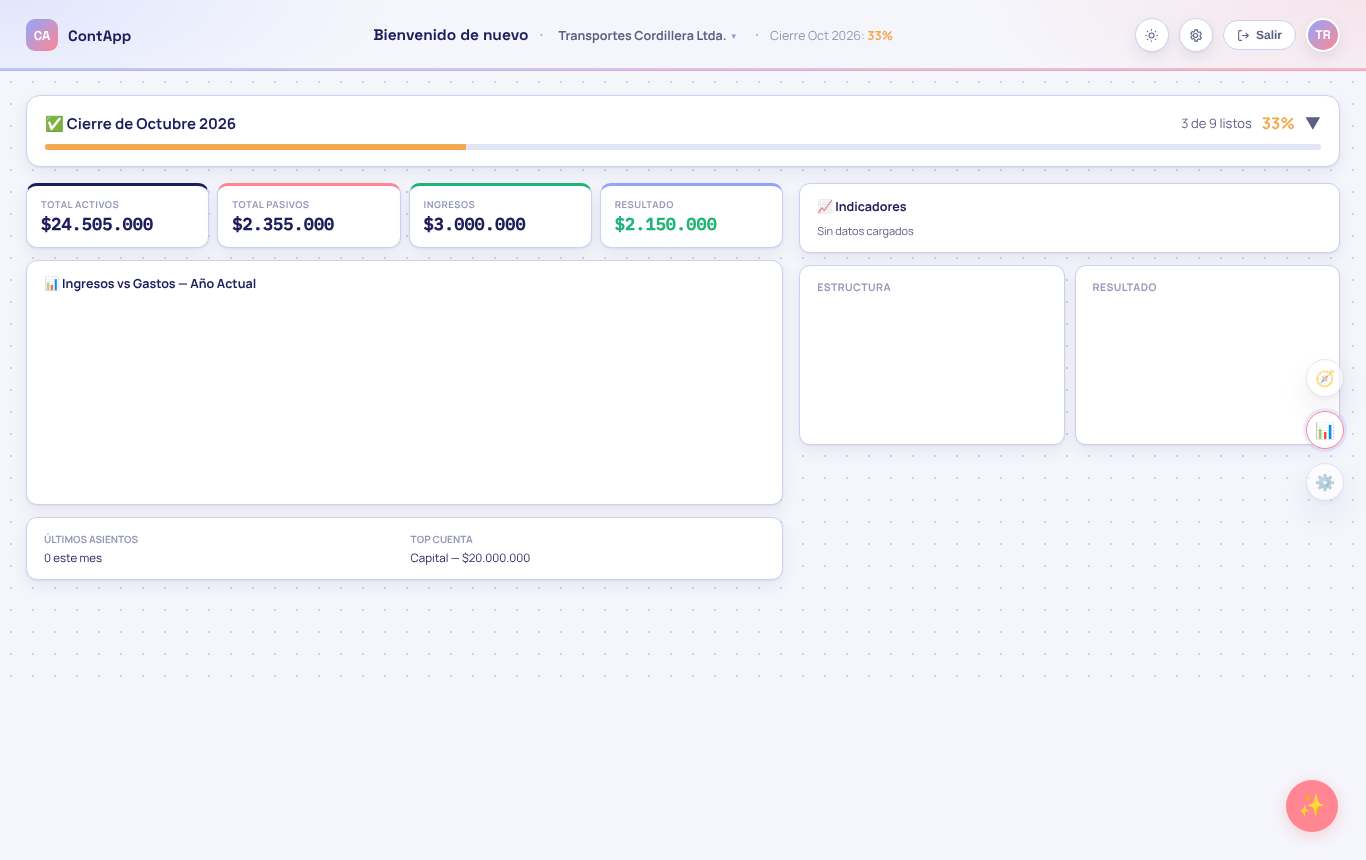 CA ContApp
Bienvenido de nuevo · Transportes Cordillera Ltda. ▾ · Cierre Oct 2026: 33%
Salir
TR
✅ Cierre de Octubre 2026
3 de 9 listos 33% ▼
TOTAL ACTIVOS
$24.505.000
TOTAL PASIVOS
$2.355.000
INGRESOS
$3.000.000
RESULTADO
$2.150.000
📈 Indicadores
Sin datos cargados
📊 Ingresos vs Gastos — Año Actual
ESTRUCTURA
RESULTADO
ÚLTIMOS ASIENTOS
0 este mes
TOP CUENTA
Capital — $20.000.000